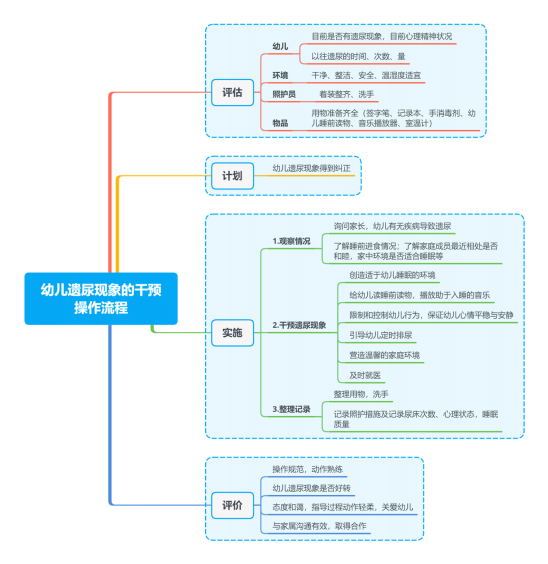 幼儿遗尿现象的干预
操作流程
评估
幼儿
目前是否有遗尿现象，目前心理精神状况
以往遗尿的时间、次数、量
环境
干净、整洁、安全、温湿度适宜
照护员
着装整齐、洗手
物品
用物准备齐全（签字笔、记录本、手消毒剂、幼
儿睡前读物、音乐播放器、室温计）
计划
幼儿遗尿现象得到纠正
实施
1.观察情况
询问家长，幼儿有无疾病导致遗尿
了解睡前进食情况；了解家庭成员最近相处是否
和睦，家中环境是否适合睡眠等
2.干预遗尿现象
创造适于幼儿睡眠的环境
给幼儿读睡前读物，播放助于入睡的音乐
限制和控制幼儿行为，保证幼儿心情平稳与安静
引导幼儿定时排尿
营造温馨的家庭环境
及时就医
3.整理记录
整理用物，洗手
记录照护措施及记录尿床次数、心理状态，睡眠
质量
评价
操作规范，动作熟练
幼儿遗尿现象是否好转
态度和蔼，指导过程动作轻柔，关爱幼儿
与家属沟通有效，取得合作